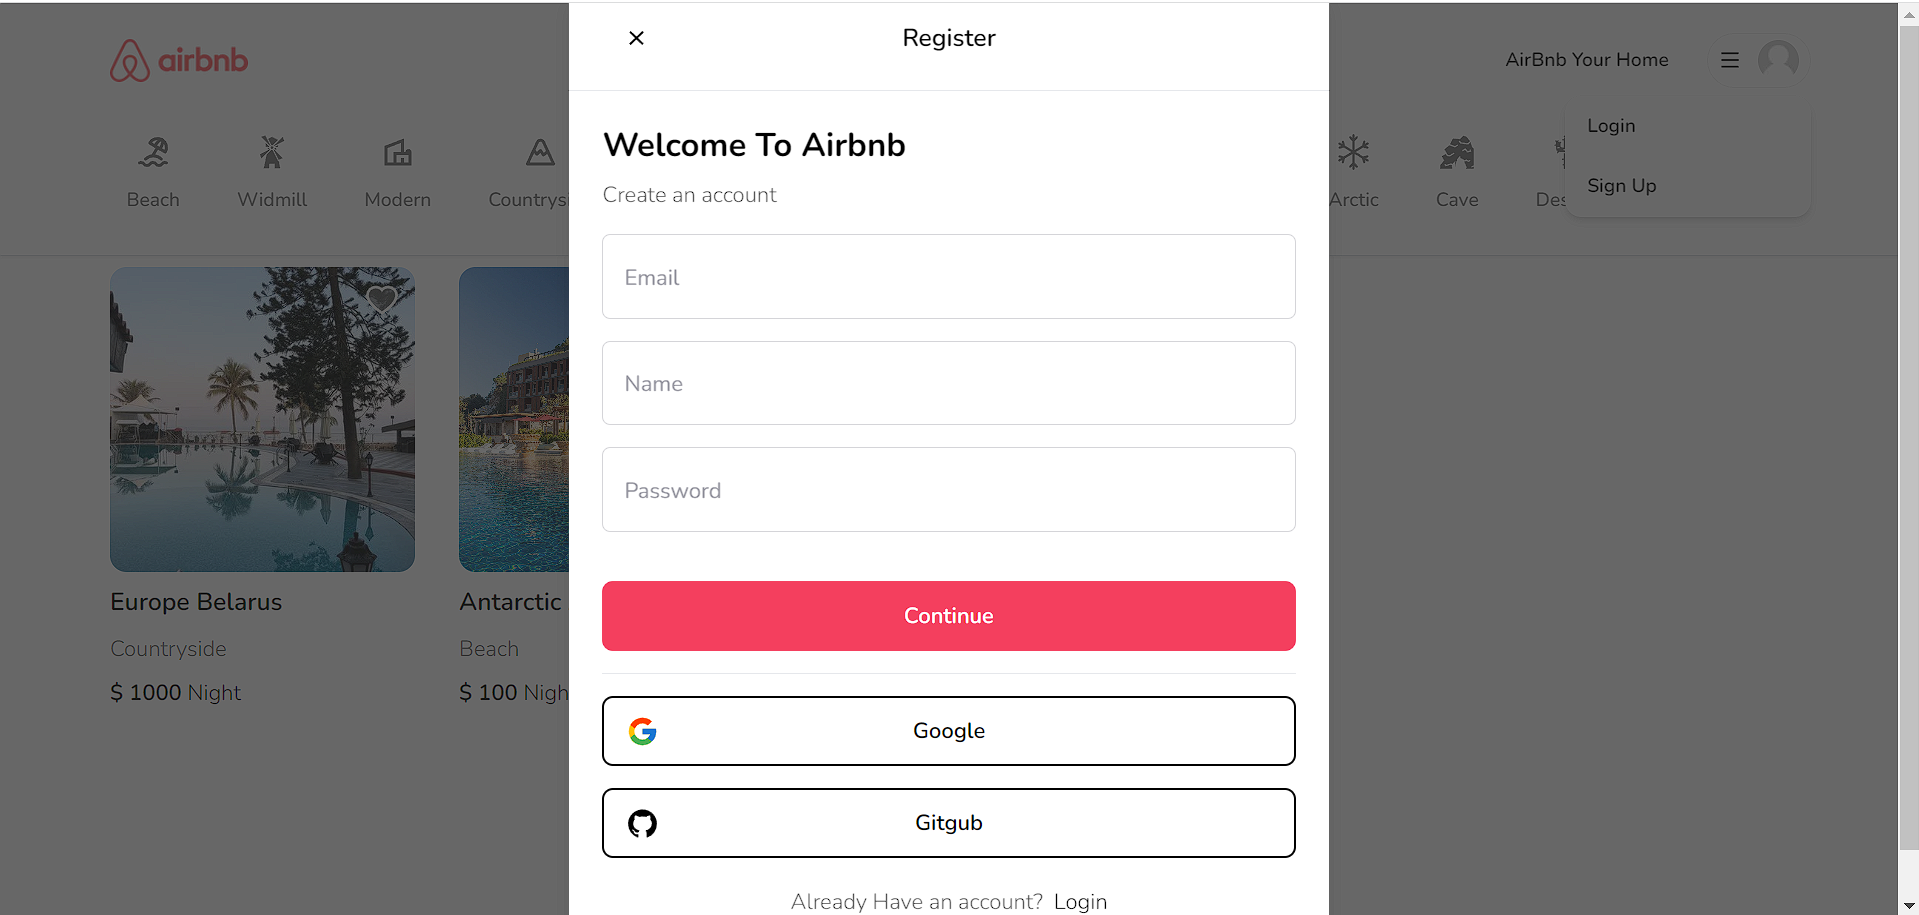 Register
airbnb
AirBnb Your Home
Login
Sign Up
Beach
Widmill
Modern
Countrys
Arctic
Cave
Des
Welcome To Airbnb
Create an account
Email
Name
Password
Continue
Google
Gitgub
Already Have an account? Login
Europe Belarus
Countryside
$ 1000 Night
Antarctic
Beach
$ 100 Nigh